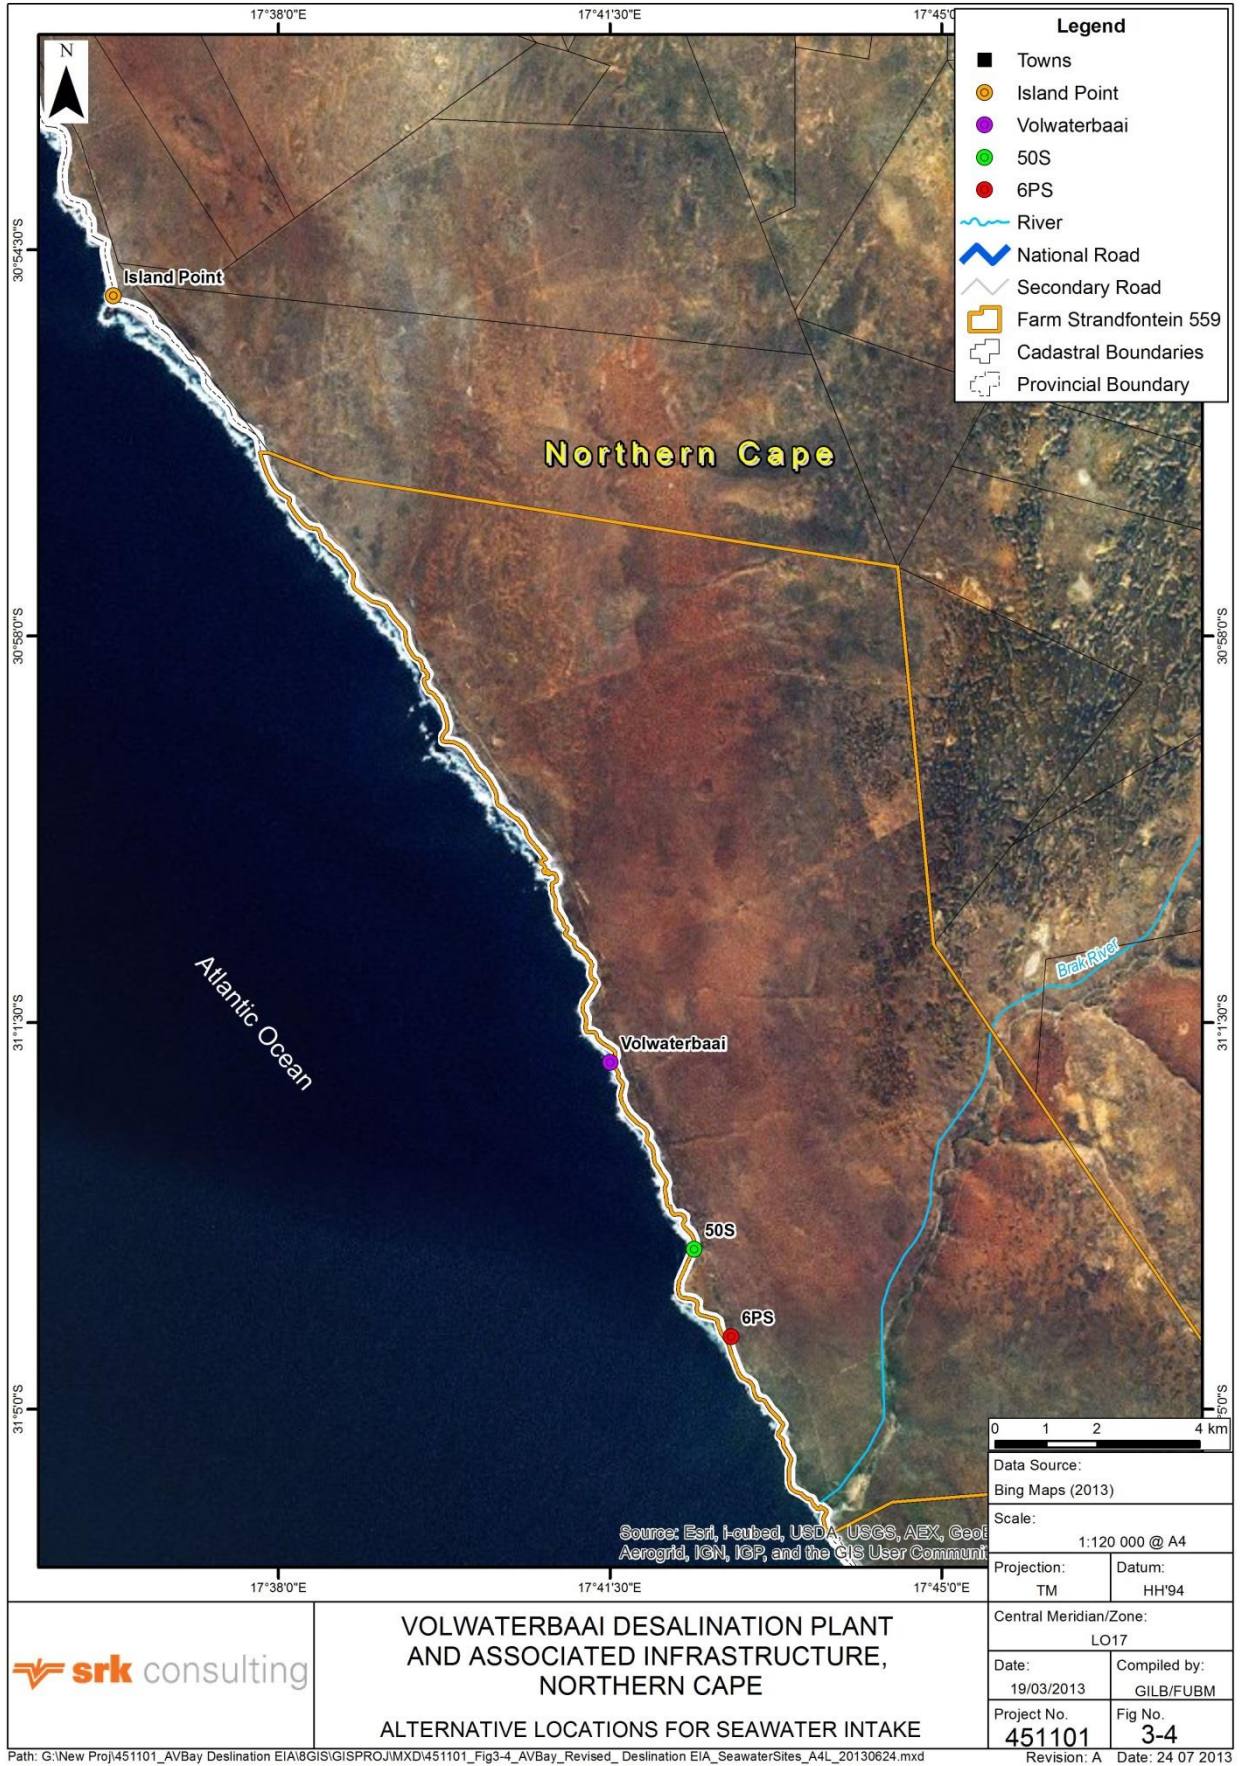 17°38'0"E
17°41'30"E
17°45'0"
Legend
Towns
Island Point
Volwaterbaai
50S
6PS
River
National Road
Secondary Road
Farm Strandfontein 559
Cadastral Boundaries
Provincial Boundary
N
30°54'30"S
Island Point
Northern Cape
30°58'0"S
30°58'0"S
Brak River
Atlantic Ocean
31°1'30"S
31°1'30"S
Volwaterbaai
50S
6PS
31°5'0"S
5'0"S
0 1 2 4 km
Source: Esri, i-cubed, USDA, USGS, AEX, GeoE
Aerogrid, IGN, IGP, and the GIS User Communi
17°38'0"E
17°41'30"E
17°45'0"E
Data Source:
Bing Maps (2013)
Scale:
1:120 000 @ A4
Projection:
TM
Datum:
HH'94
Central Meridian/Zone:
LO17
Date:
19/03/2013
Compiled by:
GILB/FUBM
Project No.
451101
Fig No.
3-4
srk consulting
VOLWATERBAAI DESALINATION PLANT
AND ASSOCIATED INFRASTRUCTURE,
NORTHERN CAPE
ALTERNATIVE LOCATIONS FOR SEAWATER INTAKE
Path: G:\New Proj\451101_AVBay Deslination EIA\8GIS\GISPROJ\MXD\451101_Fig3-4_AVBay_Revised_ Deslination EIA_SeawaterSites_A4L_20130624.mxd
Revision: A Date: 24 07 2013